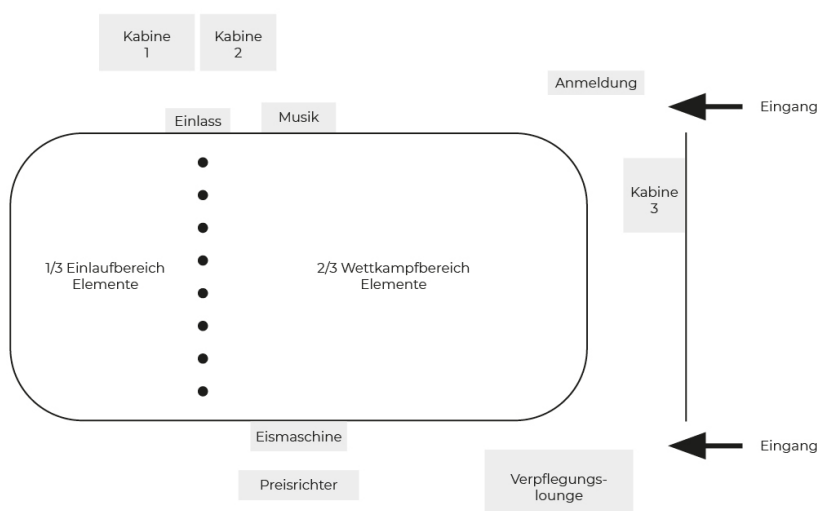 Kabine
1
Kabine
2
Anmeldung
Eingang
Einlass
Musik
Kabine
3
1/3 Einlaufbereich
Elemente
2/3 Wettkampfbereich
Elemente
Eismaschine
Eingang
Preisrichter
Verpflegungs-
lounge